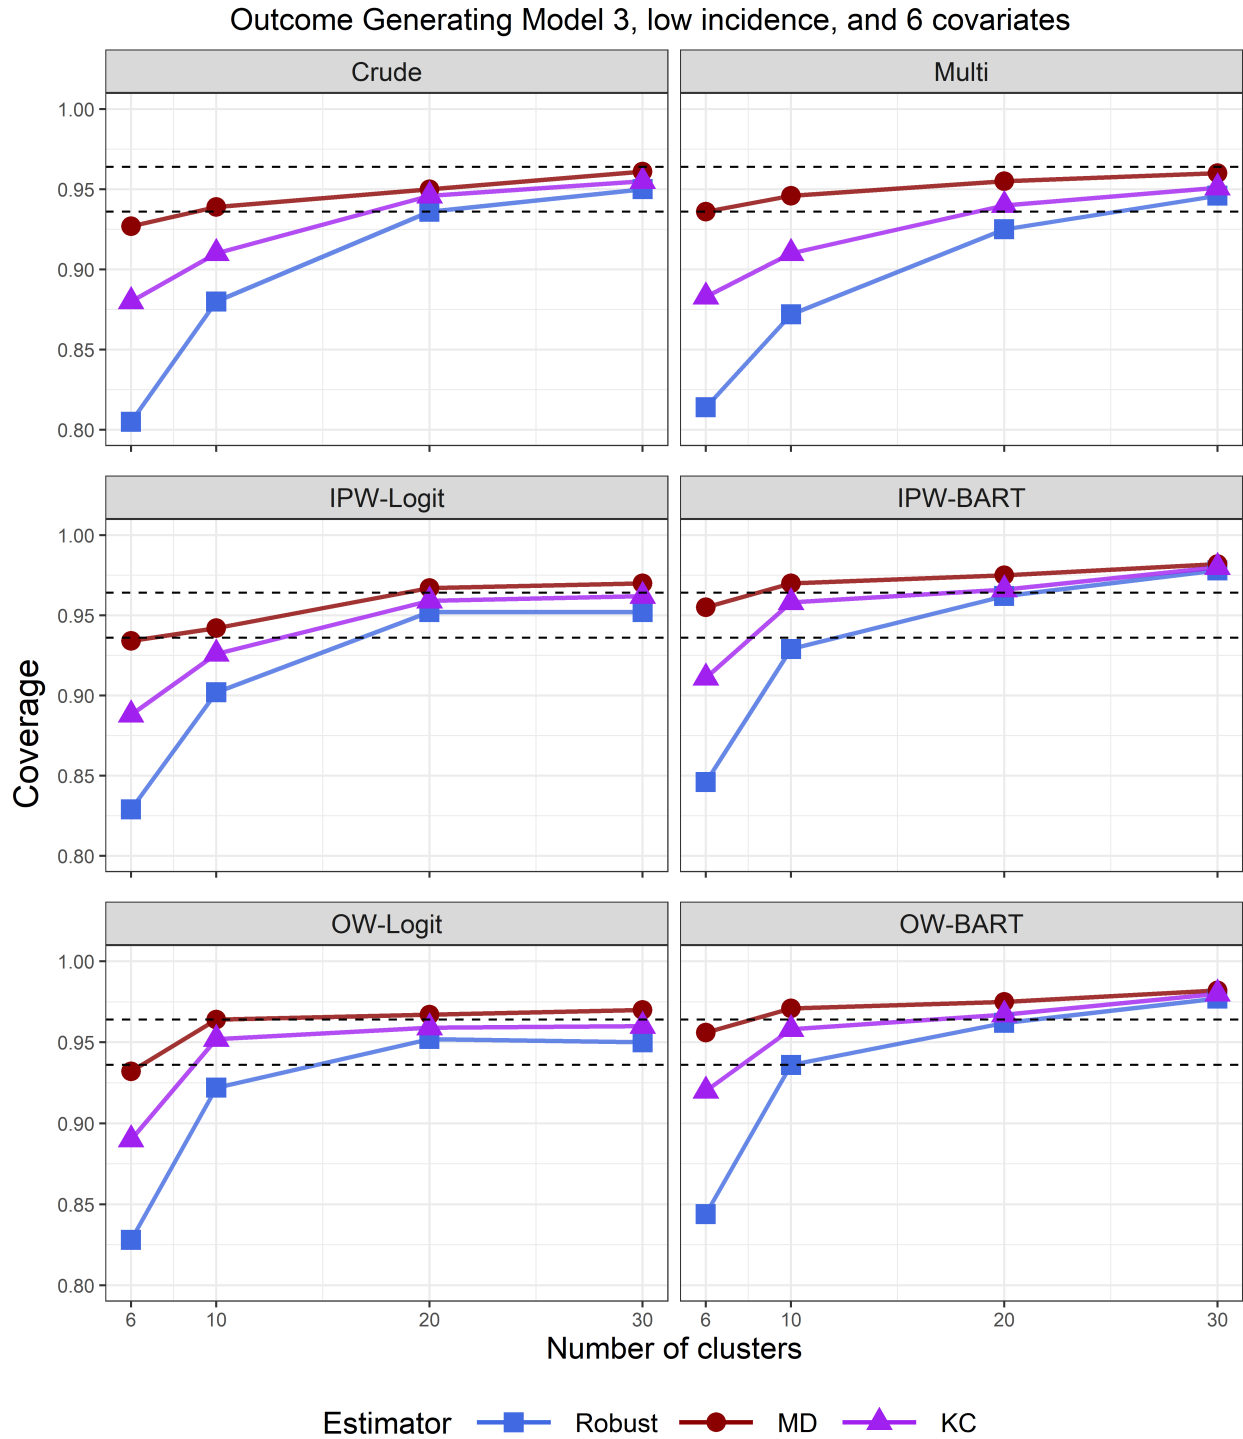 Outcome Generating Model 3, low incidence, and 6 covariates
Crude
Multi
1.00
0.95
0.90
0.85
0.80
IPW-Logit
IPW-BART
1.00
0.95
0.90
0.85
0.80
OW-Logit
OW-BART
1.00
0.95
0.90
0.85
0.80
6 10 20 30
6 10 20 30
Coverage
Number of clusters
Estimator Robust MD KC